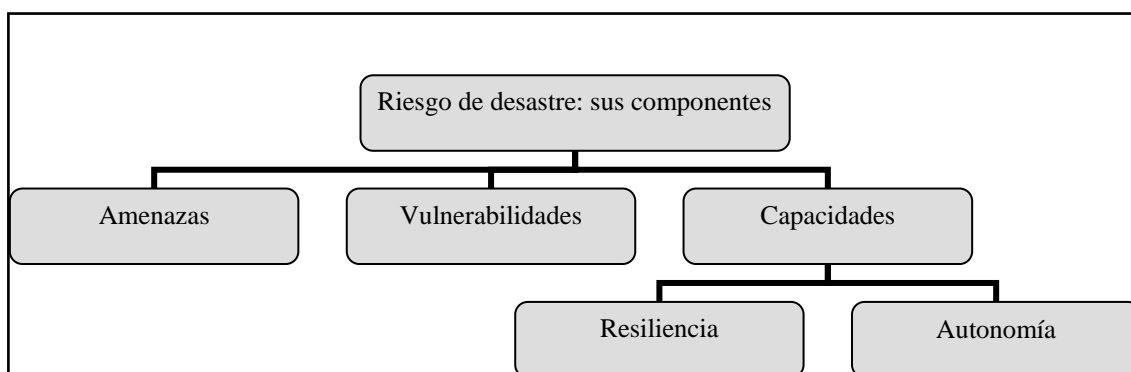 Riesgo de desastre: sus componentes
Amenazas
Vulnerabilidades
Capacidades
Resiliencia
Autonomía